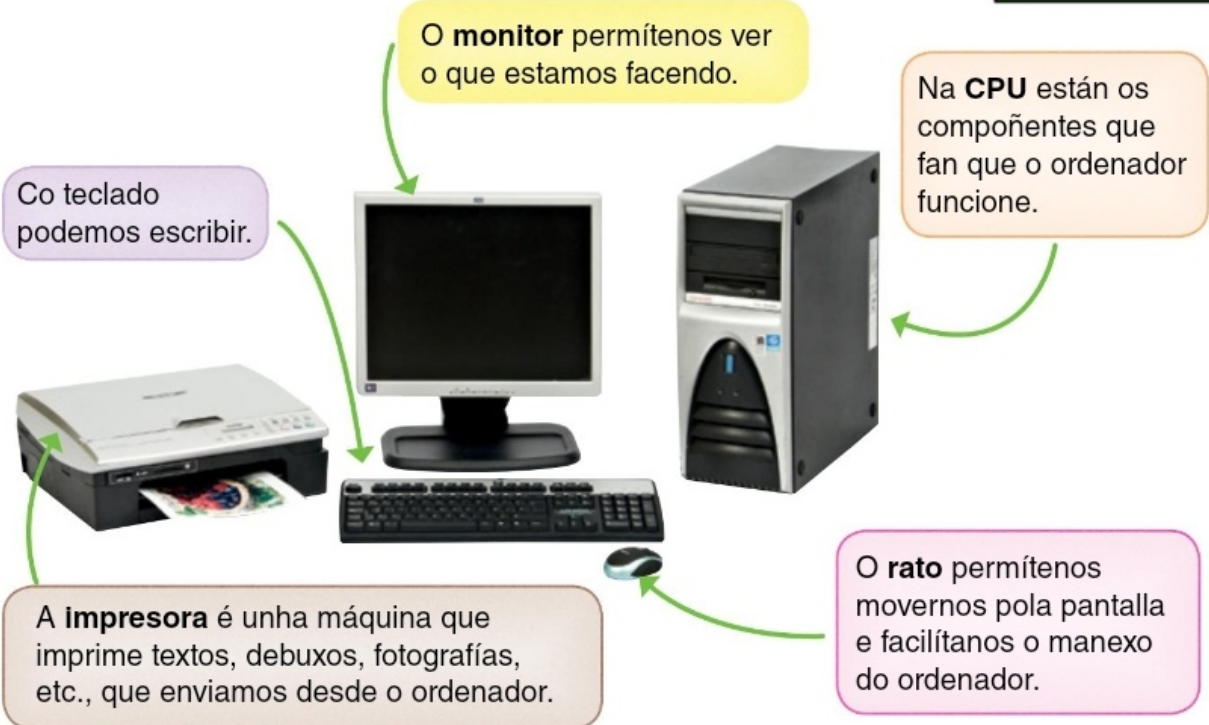 O monitor permítenos ver
o que estamos facendo.
Na CPU están os
compoñentes que
fan que o ordenador
funcione.
Co teclado
podemos escribir.
A impresora é unha máquina que
imprime textos, debuxos, fotografías,
etc., que enviamos desde o ordenador.
O rato permítenos
movernos pola pantalla
e facilítanos o manexo
do ordenador.